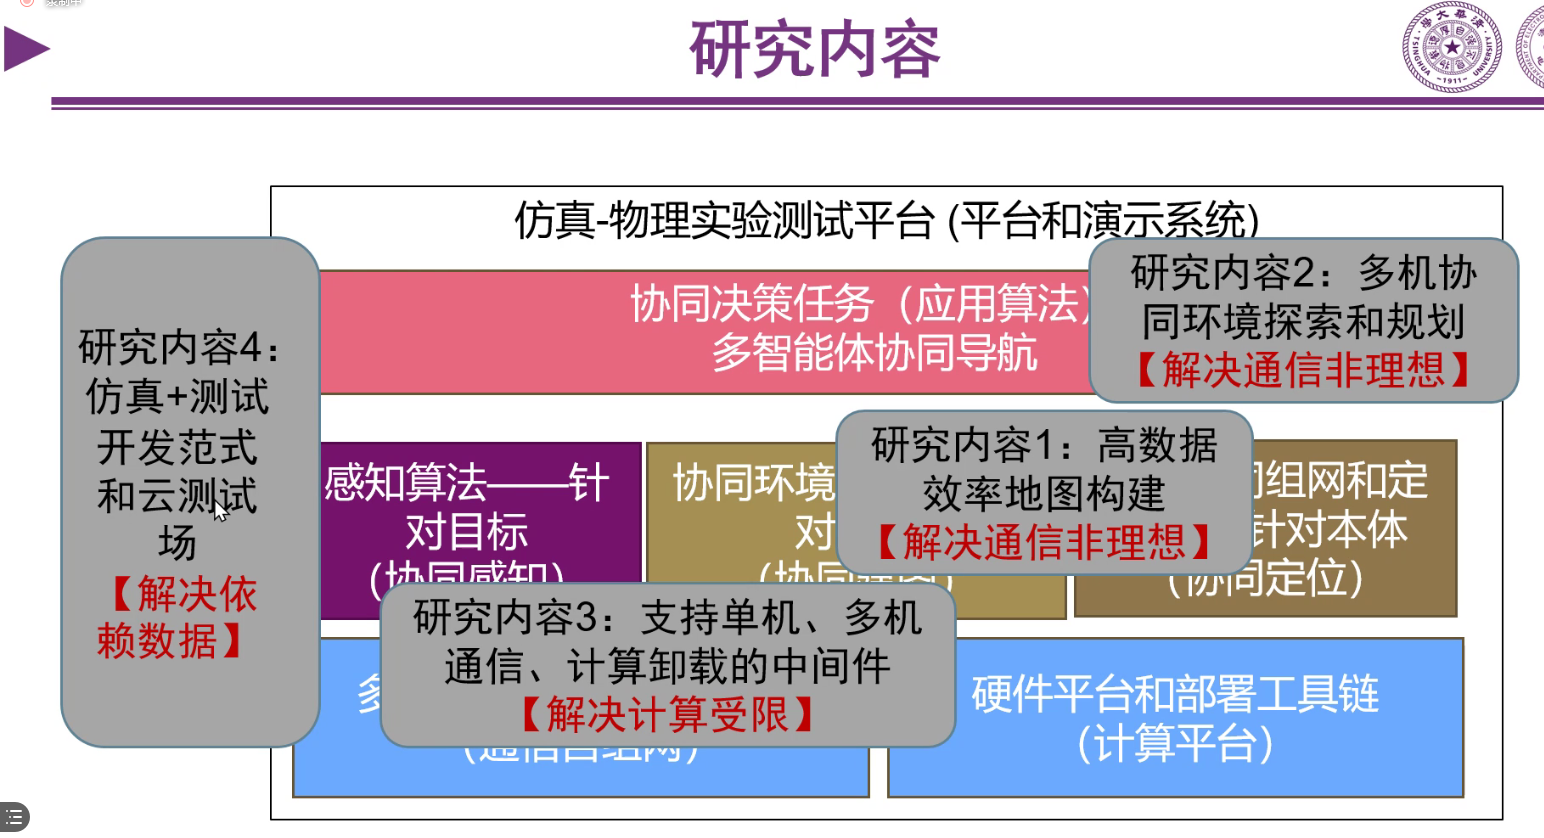 研究内容
仿真-物理实验测试平台 (平台和演示系统)
协同决策任务（应用算法）
多智能体协同导航
研究内容2：多机协
同环境探索和规划
【解决通信非理想】
研究内容4：
仿真+测试
开发范式
和云测试
场
【解决依
赖数据】
感知算法——针
对目标
(协同感知)
协同环境
对
研究内容1：高数据
效率地图构建
【解决通信非理想】
组网和定
针对本体
(协同定位)
研究内容3：支持单机、多机
通信、计算卸载的中间件
【解决计算受限】
多
(通信自组网)
硬件平台和部署工具链
(计算平台)
TSINGHUA UNIVERSITY
-1911-